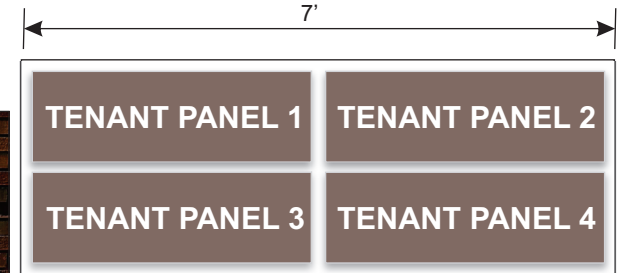 7’
TENANT PANEL 1 TENANT PANEL 2
TENANT PANEL 3 TENANT PANEL 4